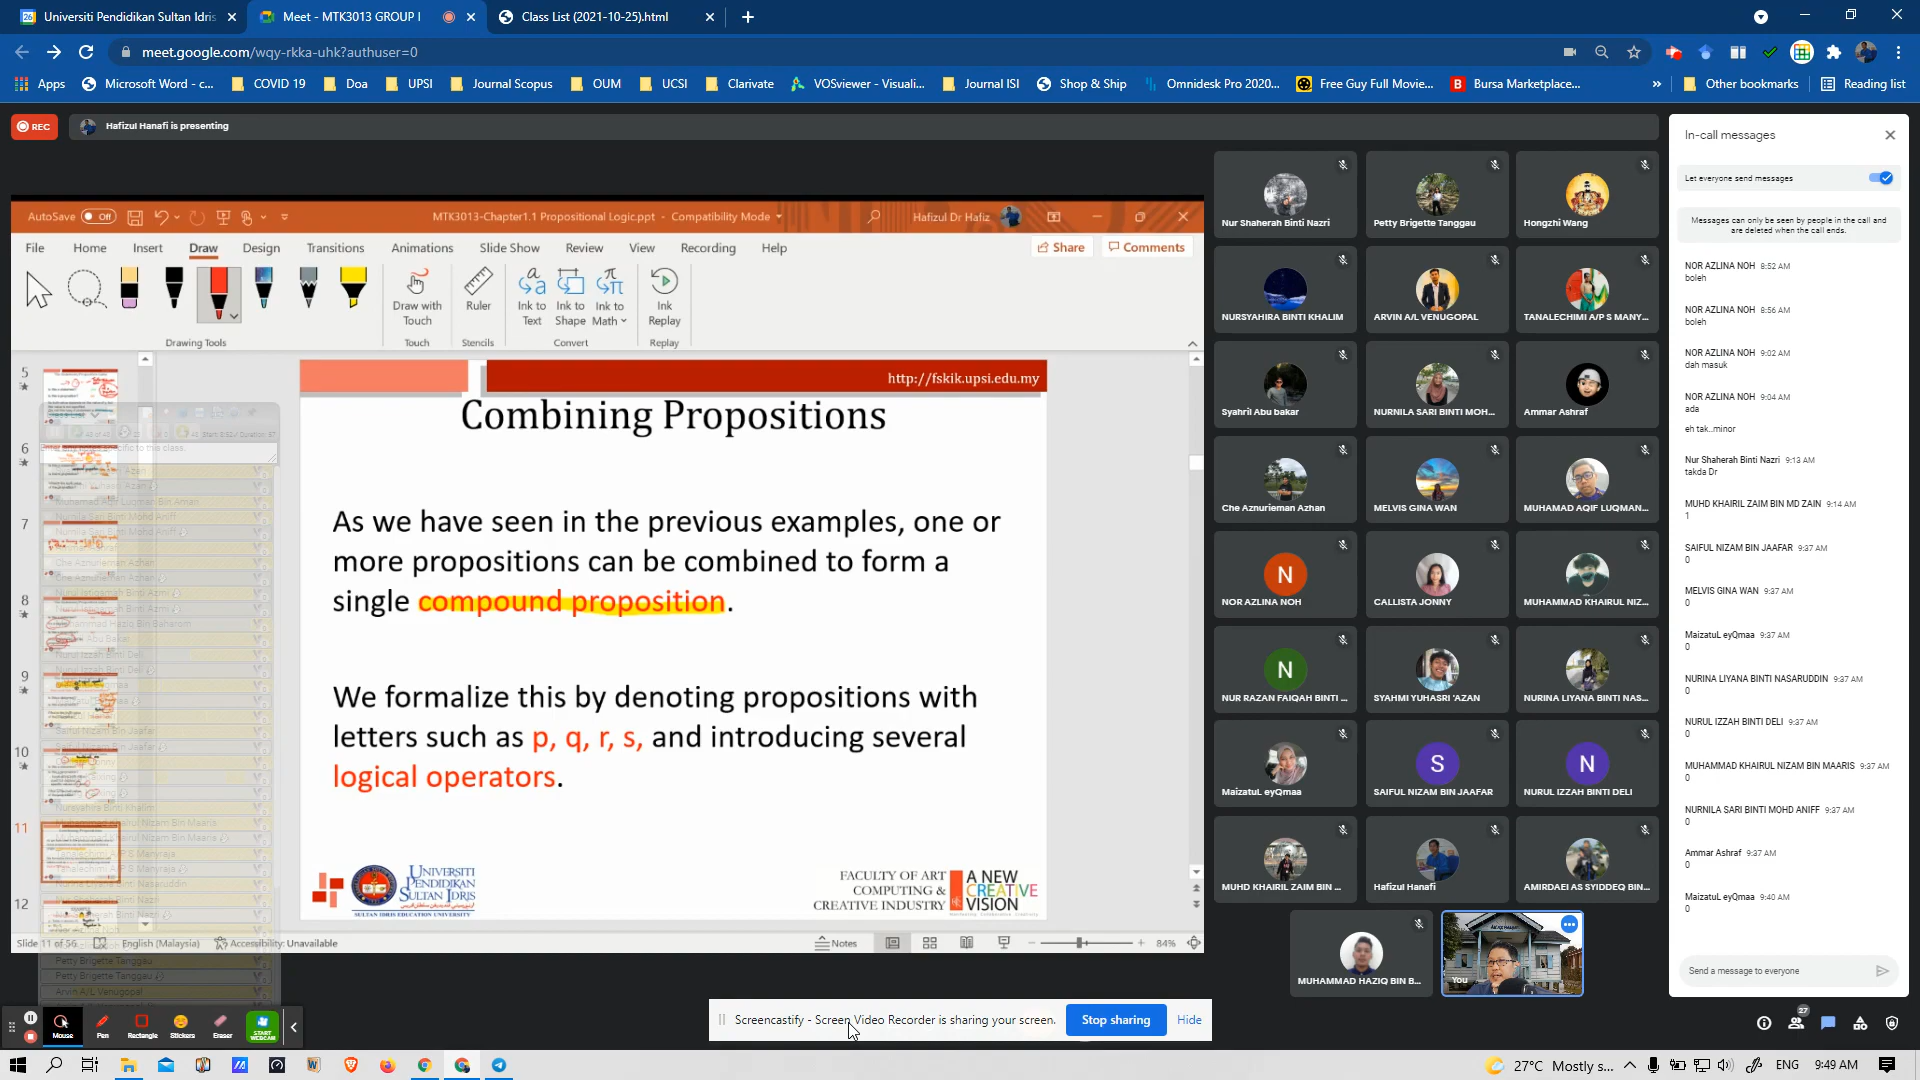 Universiti Pendidikan Sultan Idris
Meet - MTK3013 GROUP I
Class List (2021-10-25).html
meet.google.com/wqy-rkka-uhk?authuser=0
Apps
Microsoft Word - c...
COVID 19
Doa
UPSI
Journal Scopus
OUM
UCSI
Clarivate
VOSviewer - Visuali...
Journal ISI
Shop & Ship
Omnidesk Pro 2020...
Free Guy Full Movie...
Bursa Marketplace...
Other bookmarks
Reading list
REC
Hafizul Hanafi is presenting
AutoSave Off
MTK3013-Chapter1.1 Propositional Logic.ppt - Compatibility Mode
Hafizul Dr Hafiz
File Home Insert Draw Design Transitions Animations Slide Show Review View Recording Help
Share
Comments
Draw with Touch
Ruler
Ink to Text
Ink to Shape
Ink to Math
Ink Replay
Drawing Tools
Touch
Stencils
Convert
Replay
5
6
7
8
9
10
11
12
http://fskik.upsi.edu.my
Combining Propositions
As we have seen in the previous examples, one or
more propositions can be combined to form a
single compound proposition.
We formalize this by denoting propositions with
letters such as p, q, r, s, and introducing several
logical operators.
UNIVERSITI
PENDIDIKAN
SULTAN IDRIS
SULTAN IDRIS EDUCATION UNIVERSITY
FACULTY OF ART
COMPUTING &
CREATIVE INDUSTRY
A NEW
CREATIVE
VISION
Slide 11 of 56
English (Malaysia)
Accessibility: Unavailable
Notes
84%
Petty Brigette Tanggau
Arvin A/L Venugopal
Nur Shaherah Binti Nazri
Petty Brigette Tanggau
Hongzhi Wang
NURSYAHIRA BINTI KHALIM
ARVIN A/L VENUGOPAL
TANALECHIMI A/P S MANY...
Syahril Abu bakar
NURNILA SARI BINTI MOH...
Ammar Ashraf
Che Aznurieman Azhan
MELVIS GINA WAN
MUHAMAD AQIF LUQMAN...
N
NOR AZLINA NOH
CALLISTA JONNY
MUHAMMAD KHAIRUL NIZ...
N
NUR RAZAN FAIQAH BINTI ...
SYAHMI YUHASRI 'AZAN
NURINA LIYANA BINTI NAS...
MaizatuL eyQmaa
S
SAIFUL NIZAM BIN JAAFAR
N
NURUL IZZAH BINTI DELI
MUHD KHAIRIL ZAIM BIN ...
Hafizul Hanafi
AMIRDAEI AS SYIDDEQ BIN...
MUHAMMAD HAZIQ BIN B...
You
In-call messages
Let everyone send messages
Messages can only be seen by people in the call and
are deleted when the call ends.
NOR AZLINA NOH 8:52 AM
boleh
NOR AZLINA NOH 8:56 AM
boleh
NOR AZLINA NOH 9:02 AM
dah masuk
NOR AZLINA NOH 9:04 AM
ada
eh tak..minor
Nur Shaherah Binti Nazri 9:13 AM
takda Dr
MUHD KHAIRIL ZAIM BIN MD ZAIN 9:14 AM
1
SAIFUL NIZAM BIN JAAFAR 9:37 AM
0
MELVIS GINA WAN 9:37 AM
0
MaizatuL eyQmaa 9:37 AM
0
NURINA LIYANA BINTI NASARUDDIN 9:37 AM
0
NURUL IZZAH BINTI DELI 9:37 AM
0
MUHAMMAD KHAIRUL NIZAM BIN MAARIS 9:37 AM
0
NURNILA SARI BINTI MOHD ANIFF 9:37 AM
0
Ammar Ashraf 9:37 AM
0
MaizatuL eyQmaa 9:40 AM
0
Send a message to everyone
27
Mouse
Pen
Rectangle
Stickers
Eraser
START WEBCAM
Screencastify - Screen Video Recorder is sharing your screen.
Stop sharing
Hide
27°C Mostly s...
ENG
9:49 AM